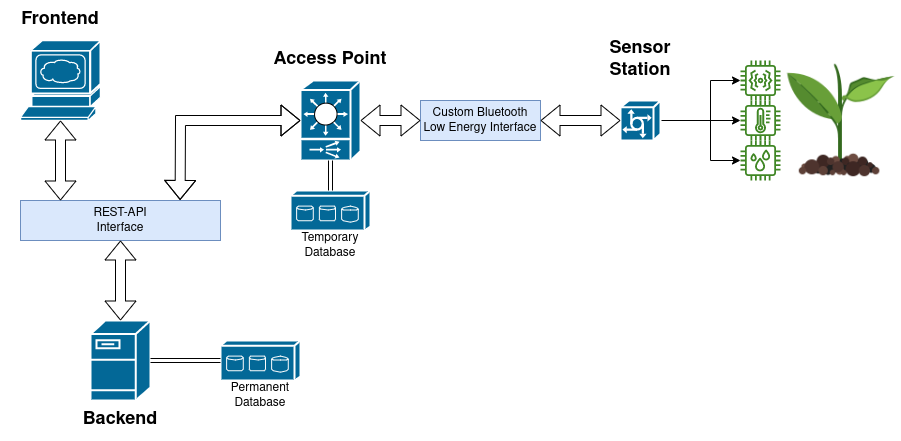 Frontend
Access Point
Sensor
Station
Custom Bluetooth
Low Energy Interface
REST-API
Interface
Temporary
Database
Permanent
Database
Backend